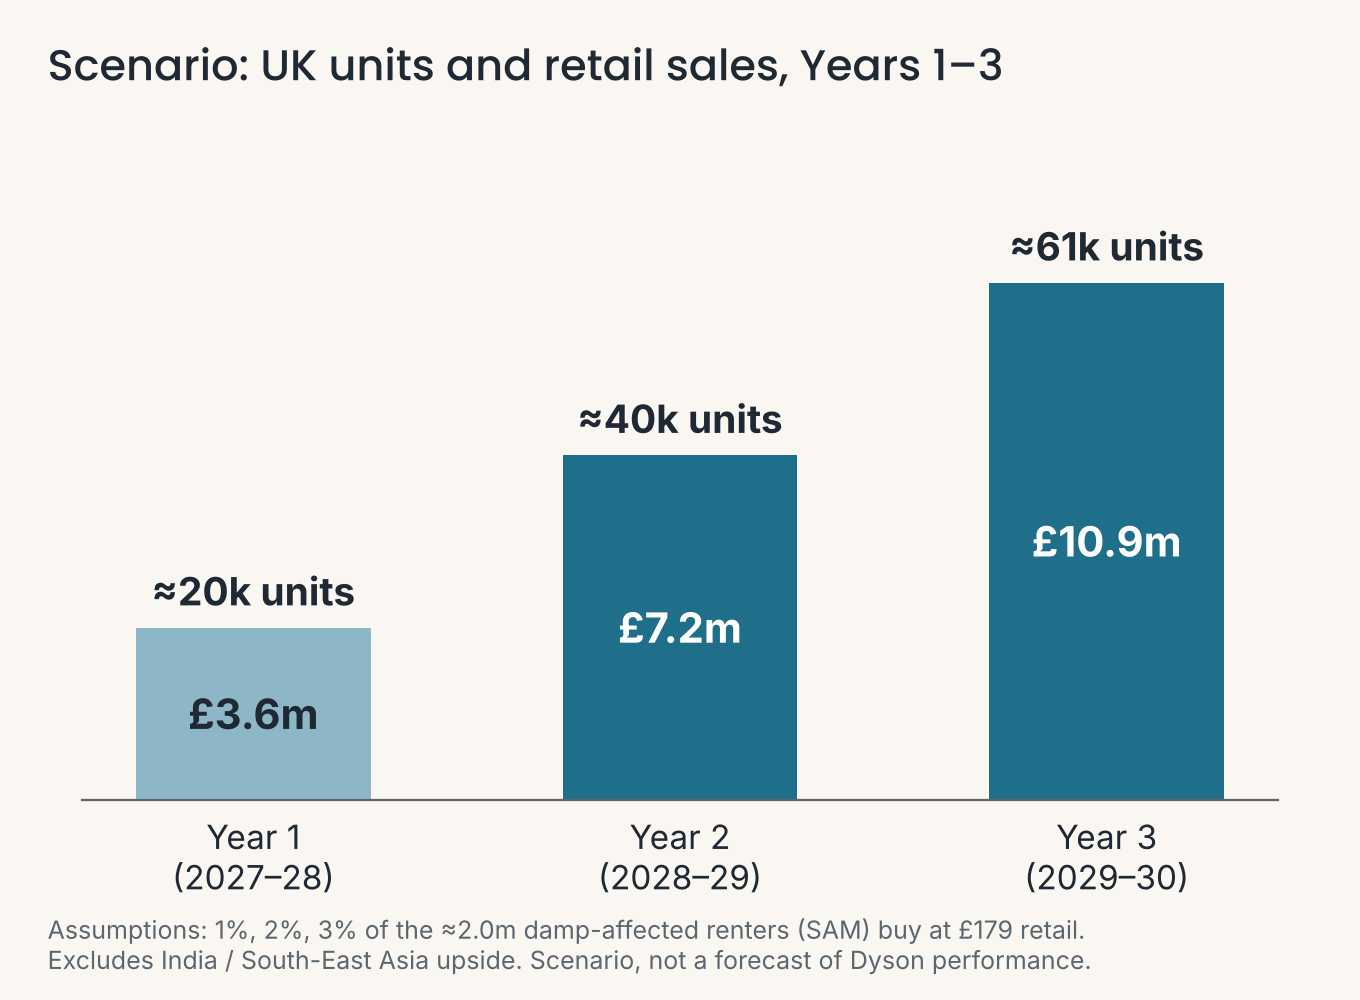 Scenario: UK units and retail sales, Years 1–3
≈61k units
≈40k units
£10.9m
≈20k units
£7.2m
£3.6m
Year 1
(2027–28)
Year 2
(2028–29)
Year 3
(2029–30)
Assumptions: 1%, 2%, 3% of the ≈2.0m damp-affected renters (SAM) buy at £179 retail.
Excludes India / South-East Asia upside. Scenario, not a forecast of Dyson performance.